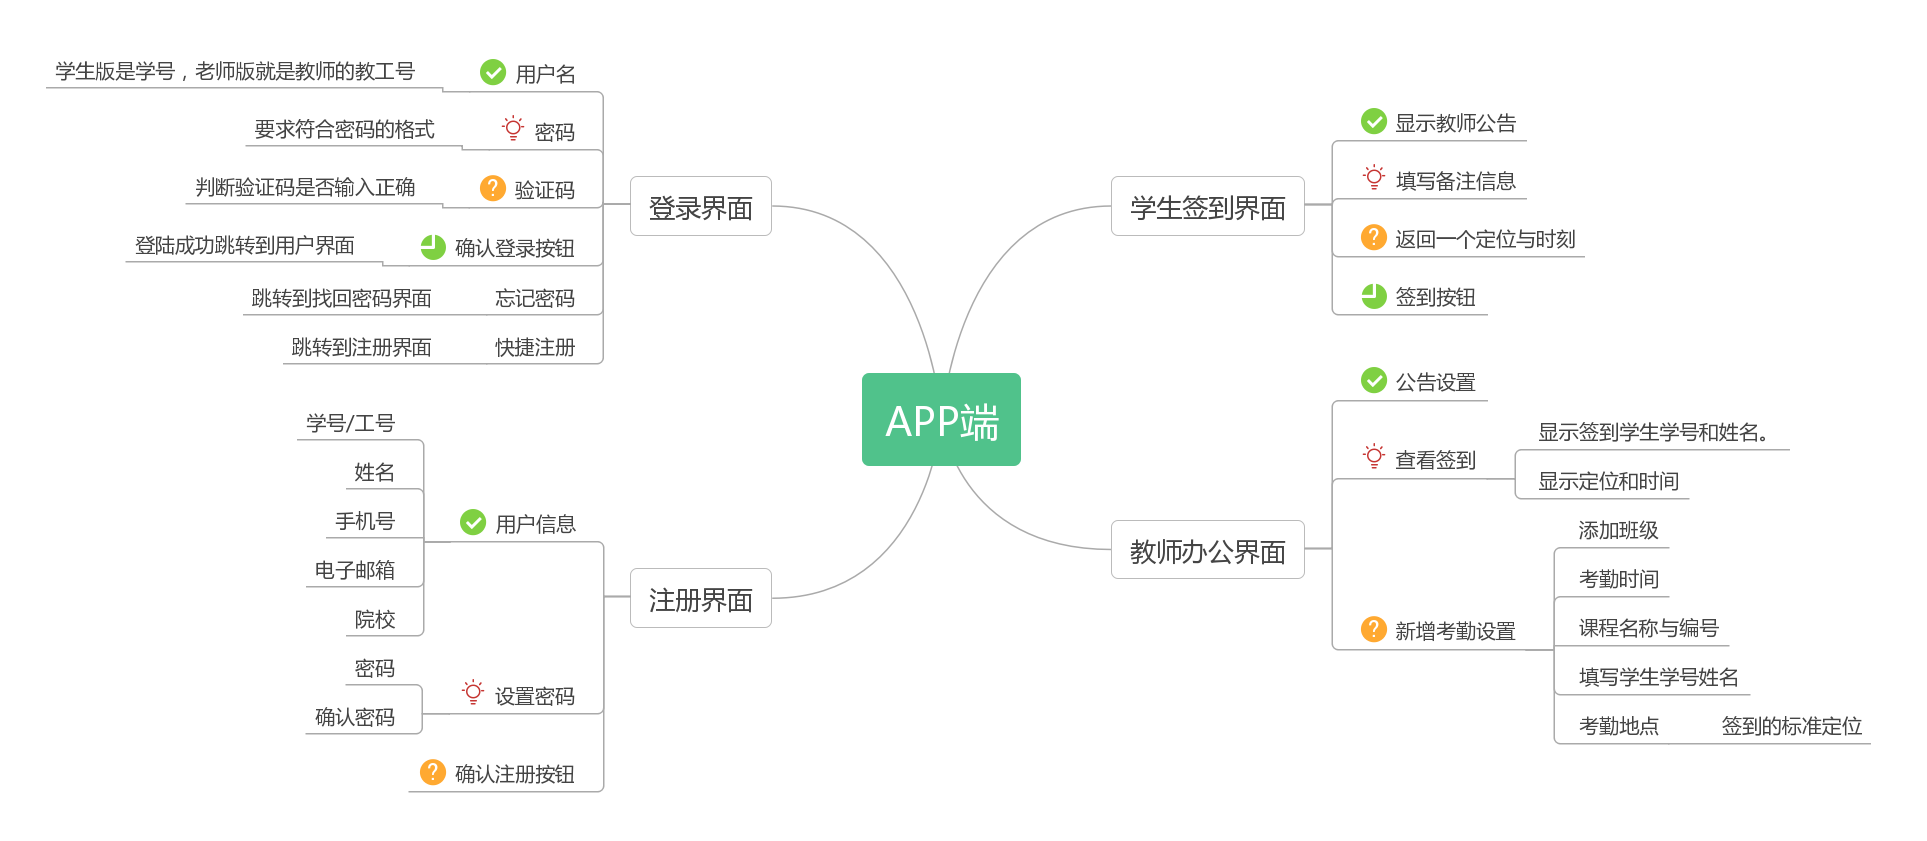 APP端
登录界面
用户名
学生版是学号，老师版就是教师的教工号
密码
要求符合密码的格式
验证码
判断验证码是否输入正确
确认登录按钮
登陆成功跳转到用户界面
忘记密码
跳转到找回密码界面
快捷注册
跳转到注册界面
注册界面
用户信息
学号/工号
姓名
手机号
电子邮箱
院校
设置密码
密码
确认密码
确认注册按钮
学生签到界面
显示教师公告
填写备注信息
返回一个定位与时刻
签到按钮
教师办公界面
公告设置
查看签到
显示签到学生学号和姓名。
显示定位和时间
新增考勤设置
添加班级
考勤时间
课程名称与编号
填写学生学号姓名
考勤地点
签到的标准定位